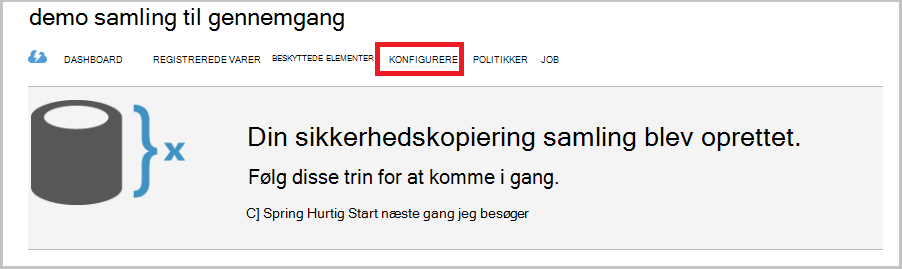 demo samling til gennemgang
DASHBOARD REGISTREREDE VARER BESKYTTEDE ELEMENTER KONFIGURERE POLITIKKER JOB
} x
Din sikkerhedskopiering samling blev oprettet.
Følg disse trin for at komme i gang.
C] Spring Hurtig Start næste gang jeg besøger